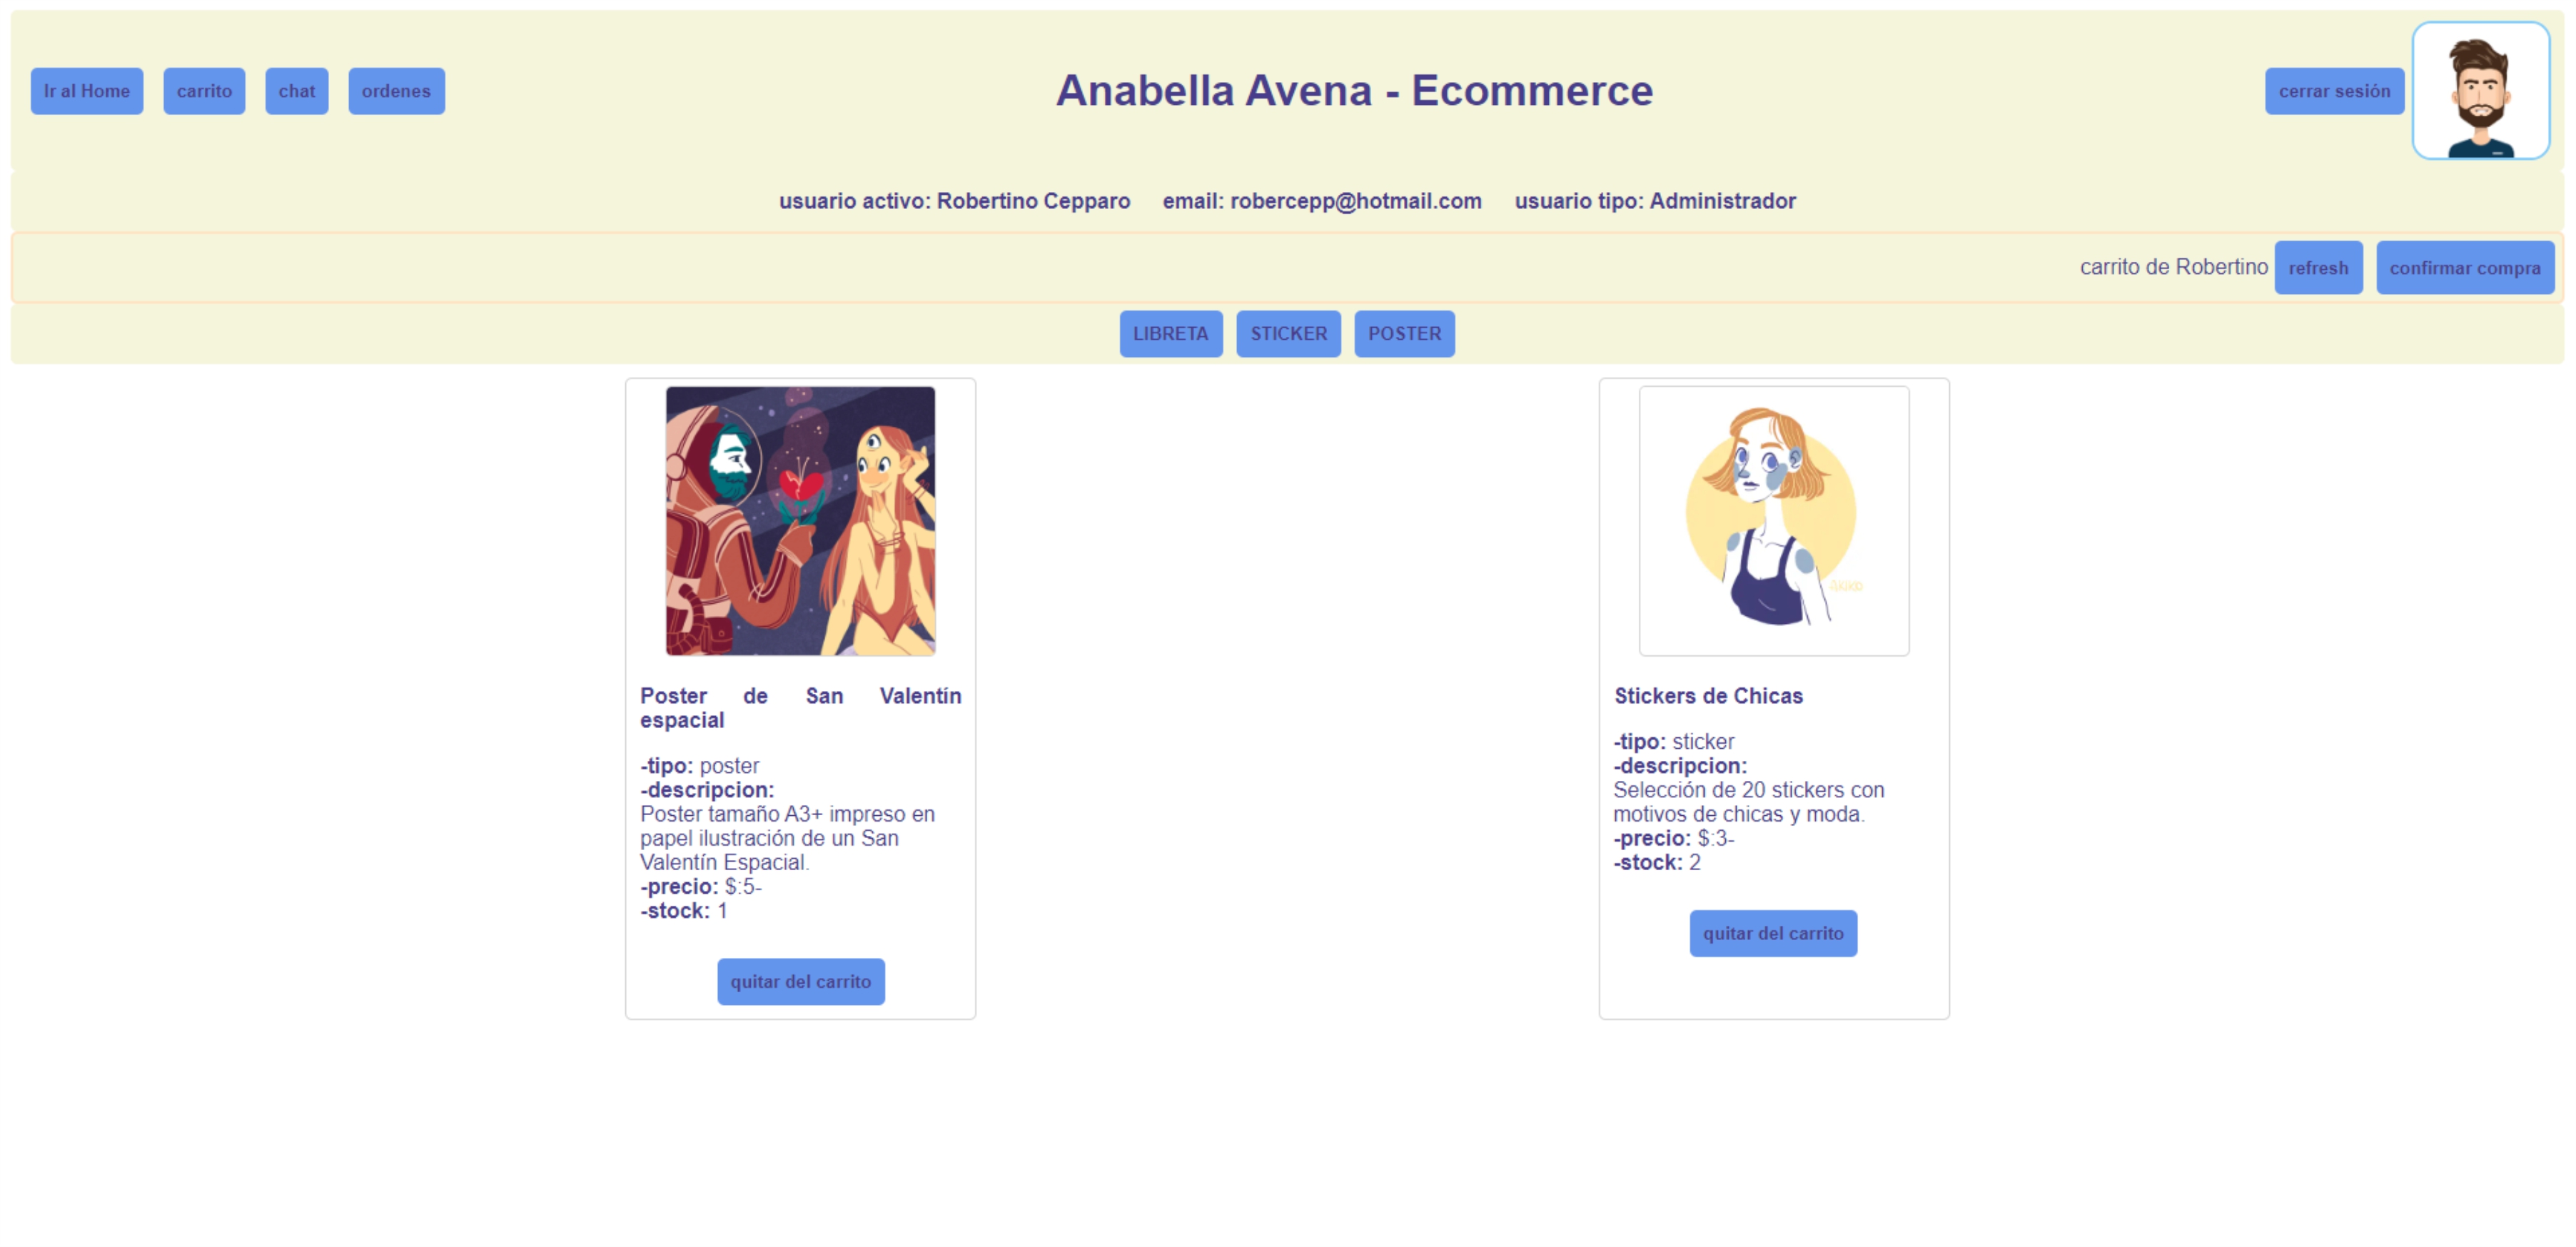 Ir al Home carrito chat ordenes Anabella Avena - Ecommerce cerrar sesión
usuario activo: Robertino Cepparo email: robercepp@hotmail.com usuario tipo: Administrador
carrito de Robertino refresh confirmar compra
LIBRETA STICKER POSTER
Poster de San Valentín
espacial
-tipo: poster
-descripcion:
Poster tamaño A3+ impreso en
papel ilustración de un San
Valentín Espacial.
-precio: $:5-
-stock: 1
quitar del carrito
Akiko
Stickers de Chicas
-tipo: sticker
-descripcion:
Selección de 20 stickers con
motivos de chicas y moda.
-precio: $:3-
-stock: 2
quitar del carrito